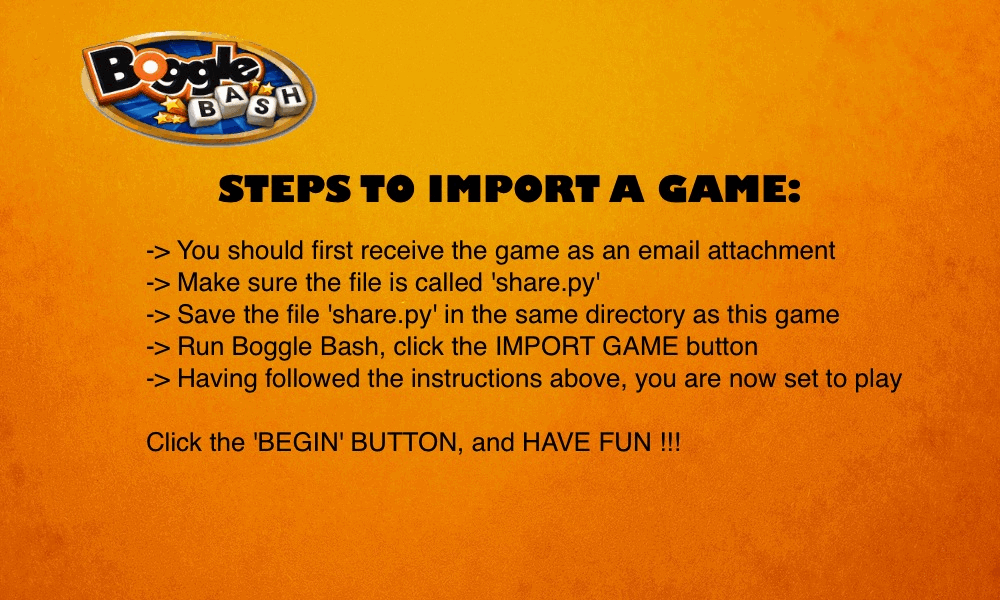 Boggle
BASH
STEPS TO IMPORT A GAME:
-> You should first receive the game as an email attachment
-> Make sure the file is called 'share.py'
-> Save the file 'share.py' in the same directory as this game
-> Run Boggle Bash, click the IMPORT GAME button
-> Having followed the instructions above, you are now set to play
Click the 'BEGIN' BUTTON, and HAVE FUN !!!